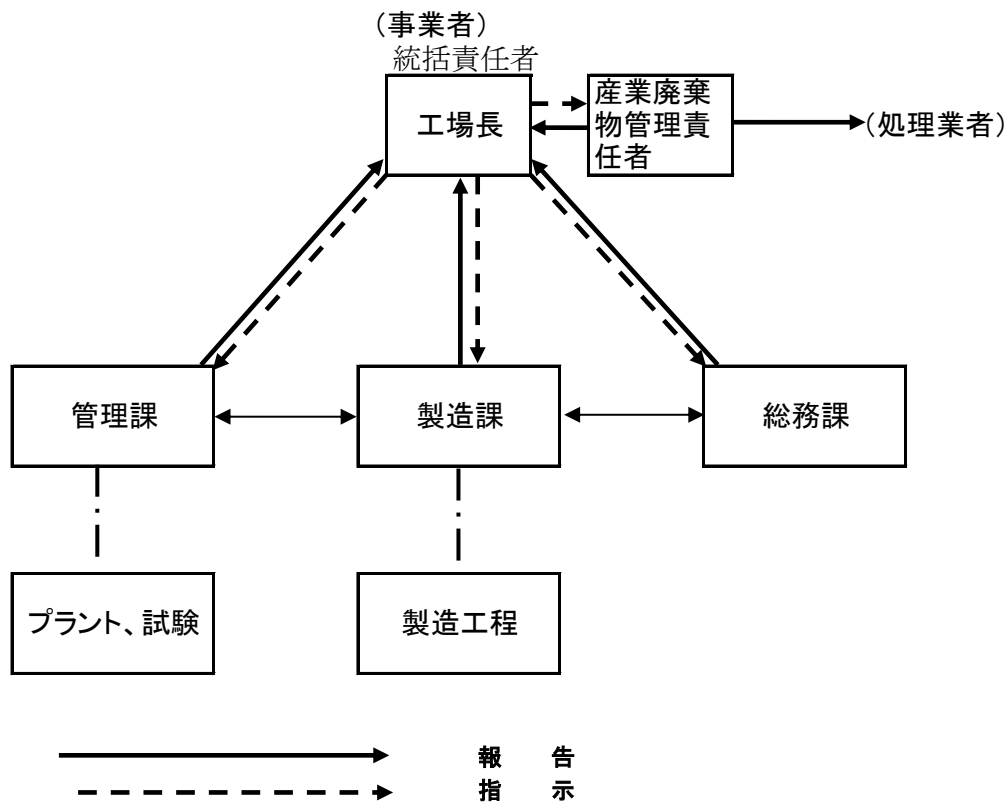 （事業者）
統括責任者
工場長
産業廃棄
物管理責
任者
（処理業者）
管理課
製造課
総務課
プラント、試験
製造工程
報　告
指　示